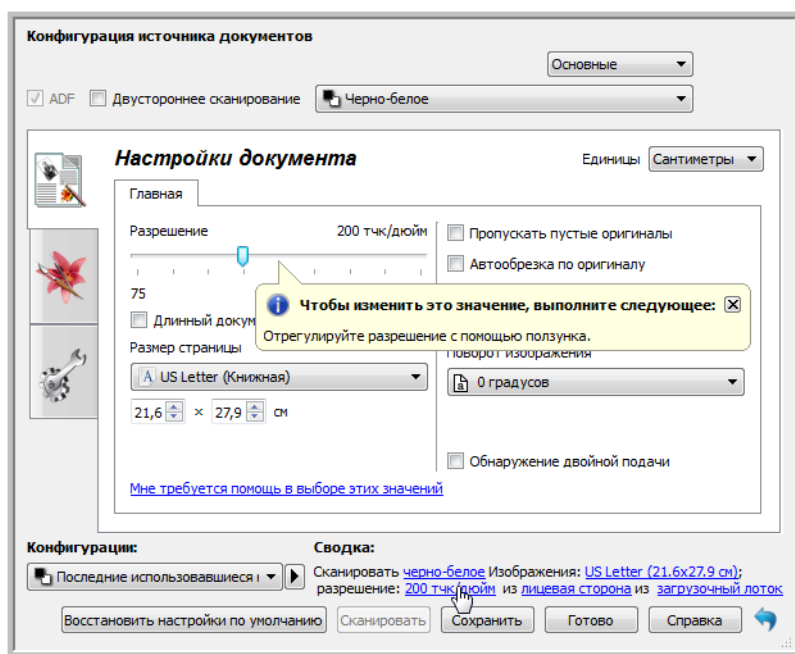 Конфигурация источника документов
Основные
ADF Двустороннее сканирование Черно-белое
Настройки документа
Единицы Сантиметры
Главная
Разрешение 200 тчк/дюйм
Пропускать пустые оригиналы
Автообрезка по оригиналу
75
Чтобы изменить это значение, выполните следующее:
Отрегулируйте разрешение с помощью ползунка.
Длинный докум
Размер страницы
Поворот изображения
US Letter (Книжная)
0 градусов
21,6 × 27,9 см
Обнаружение двойной подачи
Мне требуется помощь в выборе этих значений
Конфигурации:
Сводка:
Последние использовавшиеся
Сканировать черно-белое Изображения: US Letter (21.6x27.9 см);
разрешение: 200 тчк/дюйм из лицевая сторона из загрузочный лоток
Восстановить настройки по умолчанию Сканировать Сохранить Готово Справка